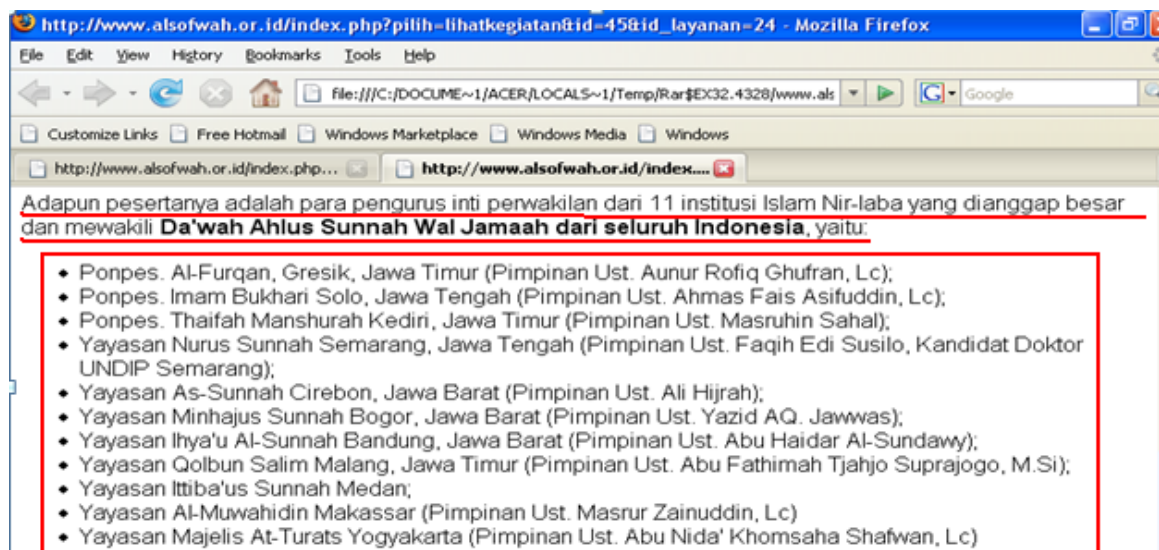 http://www.alsofwah.or.id/index.php?pilih=lihatkegiatan&id=45&id_layanan=24 - Mozilla Firefox
File Edit View History Bookmarks Tools Help
file:///C:/DOCUME~1/ACER/LOCALS~1/Temp/Rar$EX32.4328/www.als Google
Customize Links Free Hotmail Windows Marketplace Windows Media Windows
http://www.alsofwah.or.id/index.php... http://www.alsofwah.or.id/index....
Adapun pesertanya adalah para pengurus inti perwakilan dari 11 institusi Islam Nir-laba yang dianggap besar
dan mewakili Da'wah Ahlus Sunnah Wal Jamaah dari seluruh Indonesia, yaitu:
• Ponpes. Al-Furqan, Gresik, Jawa Timur (Pimpinan Ust. Aunur Rofiq Ghufran, Lc);
• Ponpes. Imam Bukhari Solo, Jawa Tengah (Pimpinan Ust. Ahmas Fais Asifuddin, Lc);
• Ponpes. Thaifah Manshurah Kediri, Jawa Timur (Pimpinan Ust. Masruhin Sahal);
• Yayasan Nurus Sunnah Semarang, Jawa Tengah (Pimpinan Ust. Faqih Edi Susilo, Kandidat Doktor
UNDIP Semarang);
• Yayasan As-Sunnah Cirebon, Jawa Barat (Pimpinan Ust. Ali Hijrah);
• Yayasan Minhajus Sunnah Bogor, Jawa Barat (Pimpinan Ust. Yazid AQ. Jawwas);
• Yayasan Ihya'u Al-Sunnah Bandung, Jawa Barat (Pimpinan Ust. Abu Haidar Al-Sundawy);
• Yayasan Qolbun Salim Malang, Jawa Timur (Pimpinan Ust. Abu Fathimah Tjahjo Suprajogo, M.Si);
• Yayasan Ittiba'us Sunnah Medan;
• Yayasan Al-Muwahidin Makassar (Pimpinan Ust. Masrur Zainuddin, Lc)
• Yayasan Majelis At-Turats Yogyakarta (Pimpinan Ust. Abu Nida' Khomsaha Shafwan, Lc)